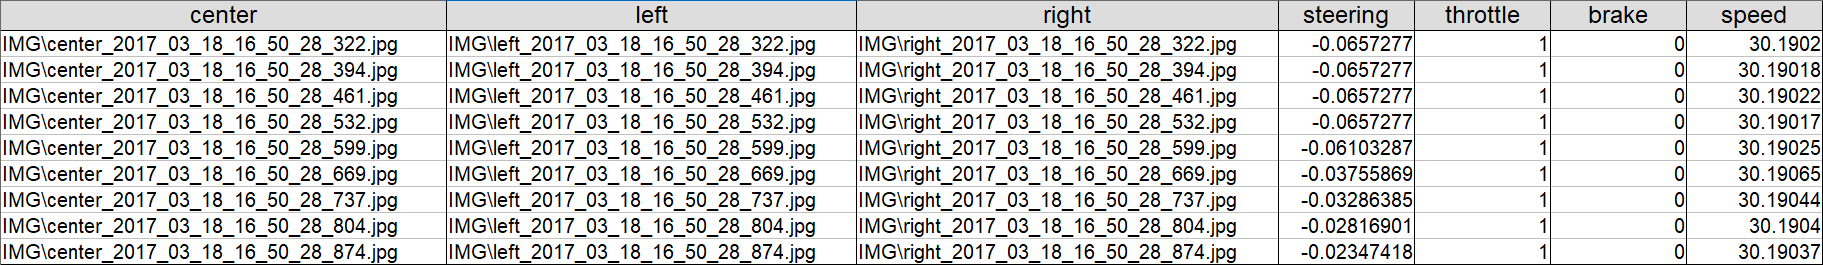 center left right steering throttle brake speed
IMG\center_2017_03_18_16_50_28_322.jpg IMG\left_2017_03_18_16_50_28_322.jpg IMG\right_2017_03_18_16_50_28_322.jpg -0.0657277 1 0 30.1902
IMG\center_2017_03_18_16_50_28_394.jpg IMG\left_2017_03_18_16_50_28_394.jpg IMG\right_2017_03_18_16_50_28_394.jpg -0.0657277 1 0 30.19018
IMG\center_2017_03_18_16_50_28_461.jpg IMG\left_2017_03_18_16_50_28_461.jpg IMG\right_2017_03_18_16_50_28_461.jpg -0.0657277 1 0 30.19022
IMG\center_2017_03_18_16_50_28_532.jpg IMG\left_2017_03_18_16_50_28_532.jpg IMG\right_2017_03_18_16_50_28_532.jpg -0.0657277 1 0 30.19017
IMG\center_2017_03_18_16_50_28_599.jpg IMG\left_2017_03_18_16_50_28_599.jpg IMG\right_2017_03_18_16_50_28_599.jpg -0.06103287 1 0 30.19025
IMG\center_2017_03_18_16_50_28_669.jpg IMG\left_2017_03_18_16_50_28_669.jpg IMG\right_2017_03_18_16_50_28_669.jpg -0.03755869 1 0 30.19065
IMG\center_2017_03_18_16_50_28_737.jpg IMG\left_2017_03_18_16_50_28_737.jpg IMG\right_2017_03_18_16_50_28_737.jpg -0.03286385 1 0 30.19044
IMG\center_2017_03_18_16_50_28_804.jpg IMG\left_2017_03_18_16_50_28_804.jpg IMG\right_2017_03_18_16_50_28_804.jpg -0.02816901 1 0 30.1904
IMG\center_2017_03_18_16_50_28_874.jpg IMG\left_2017_03_18_16_50_28_874.jpg IMG\right_2017_03_18_16_50_28_874.jpg -0.02347418 1 0 30.19037